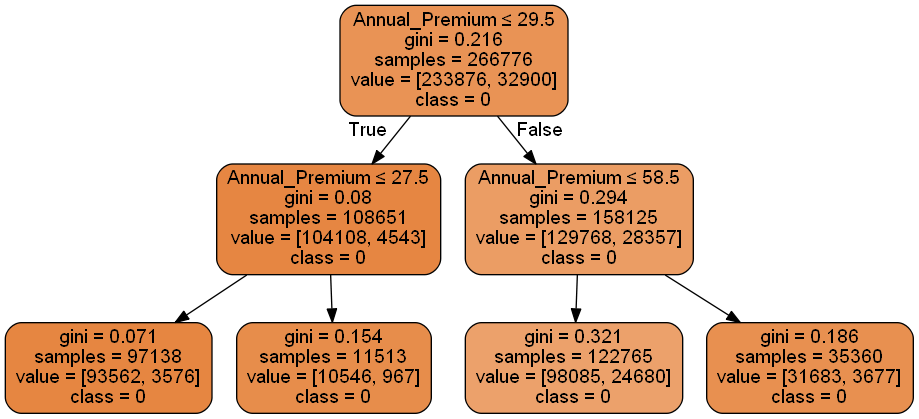 Annual_Premium ≤ 29.5
gini = 0.216
samples = 266776
value = [233876, 32900]
class = 0
True
False
Annual_Premium ≤ 27.5
gini = 0.08
samples = 108651
value = [104108, 4543]
class = 0
Annual_Premium ≤ 58.5
gini = 0.294
samples = 158125
value = [129768, 28357]
class = 0
gini = 0.071
samples = 97138
value = [93562, 3576]
class = 0
gini = 0.154
samples = 11513
value = [10546, 967]
class = 0
gini = 0.321
samples = 122765
value = [98085, 24680]
class = 0
gini = 0.186
samples = 35360
value = [31683, 3677]
class = 0